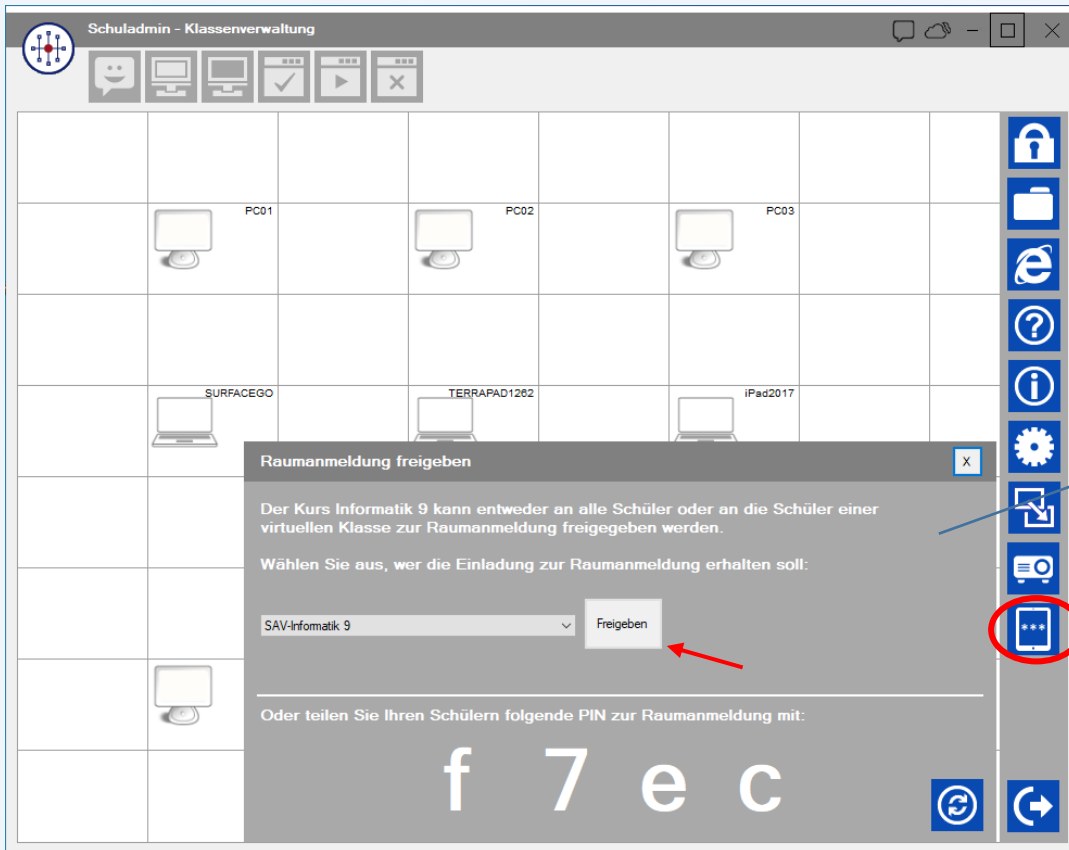 Schuladmin - Klassenverwaltung
PC01
PC02
PC03
SURFACEGO
TERRAPAD1262
iPad2017
Raumanmeldung freigeben
X
Der Kurs Informatik 9 kann entweder an alle Schüler oder an die Schüler einer
virtuellen Klasse zur Raumanmeldung freigegeben werden.
Wählen Sie aus, wer die Einladung zur Raumanmeldung erhalten soll:
SAV-Informatik 9
Freigeben
***
Oder teilen Sie Ihren Schülern folgende PIN zur Raumanmeldung mit:
f 7 e c